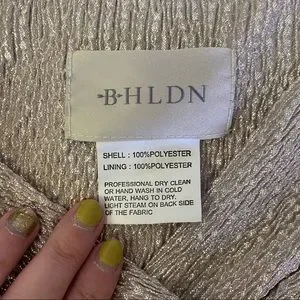 BHLDN
SHELL : 100%POLYESTER
LINING : 100%POLYESTER
PROFESSIONAL DRY CLEAN
OR HAND WASH IN COLD
WATER, HANG TO DRY.
LIGHT STEAM ON BACK SIDE
OF THE FABRIC